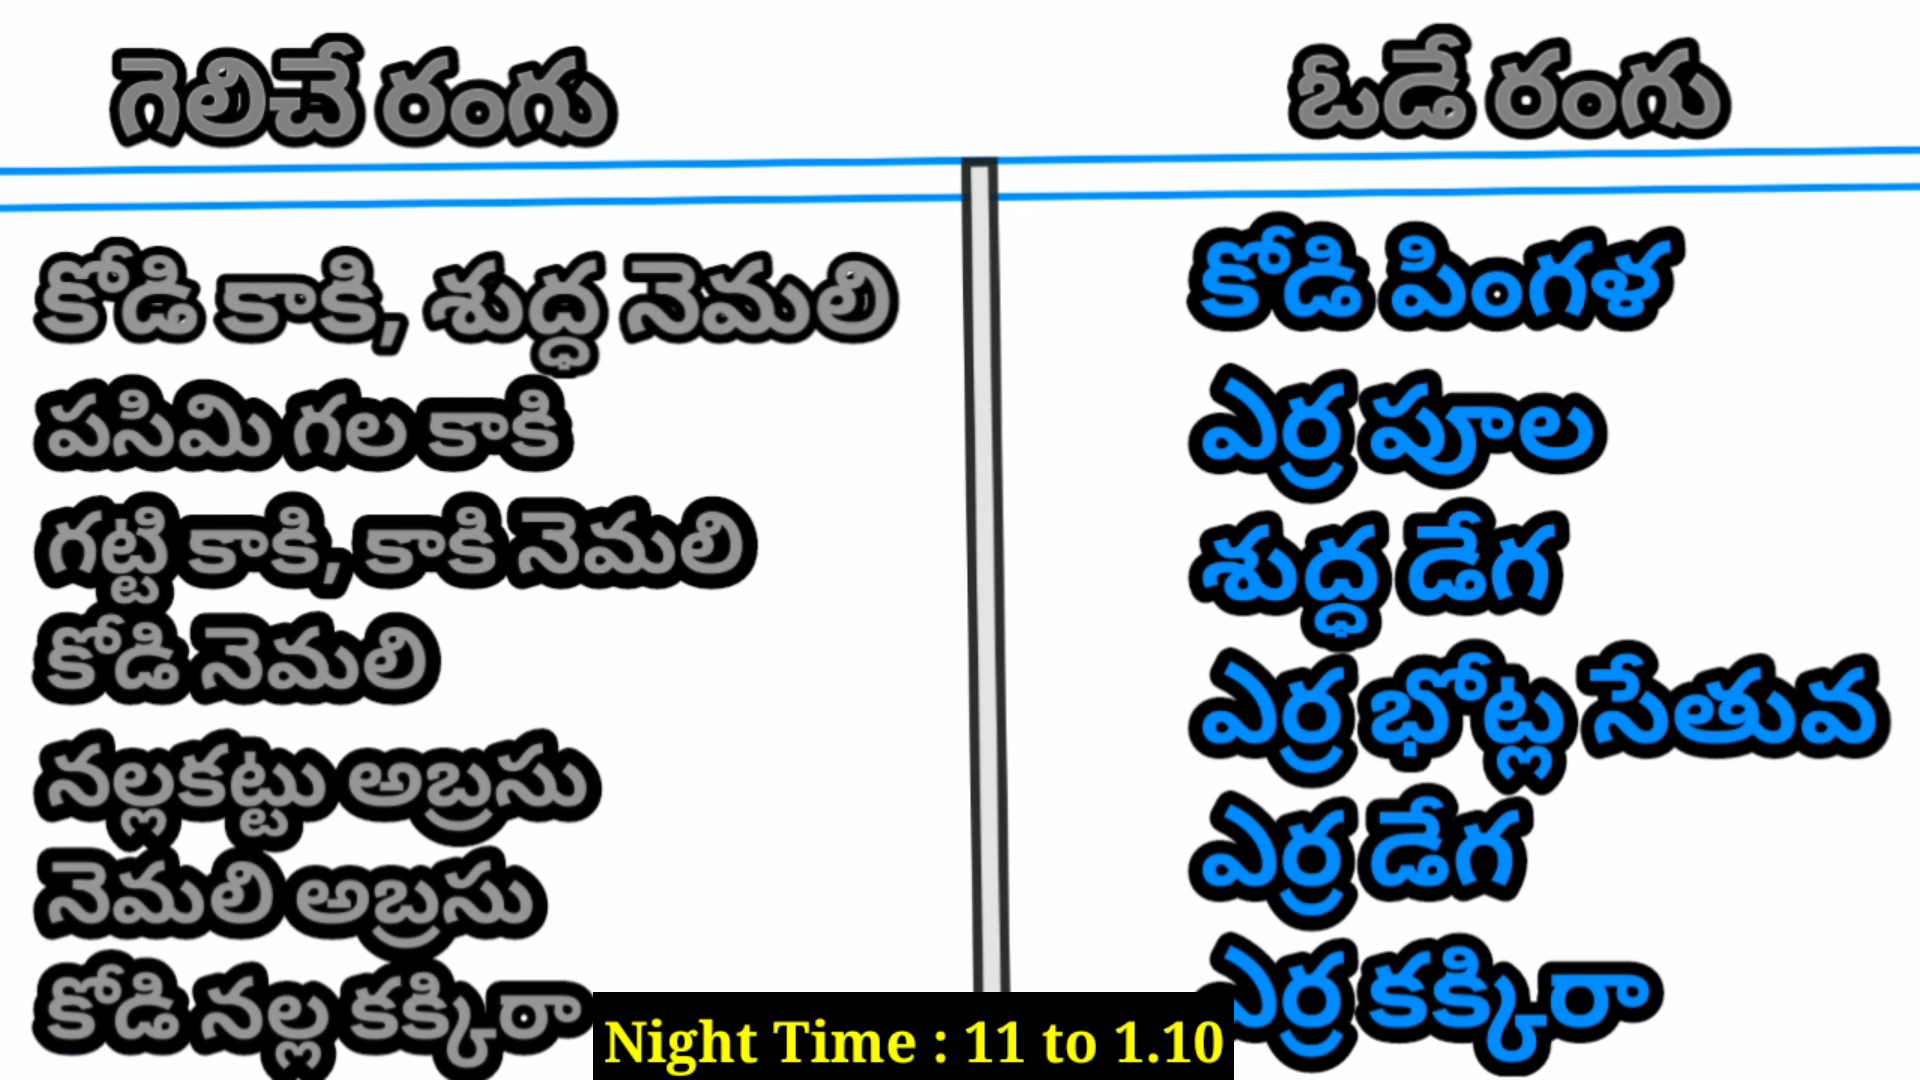 గెలిచే రంగు
ఓడే రంగు
కోడి కాకి, శుద్ధ నెమలి
పసిమి గల కాకి
గట్టి కాకి, కాకి నెమలి
కోడి నెమలి
నల్లకట్టు అబ్రసు
నెమలి అబ్రసు
కోడి నల్ల కక్కిరా
కోడి పింగళ
ఎర్ర పూల
శుద్ధ డేగ
ఎర్ర భోట్ల సేతువ
ఎర్ర డేగ
ఎర్ర కక్కిరా
Night Time : 11 to 1.10